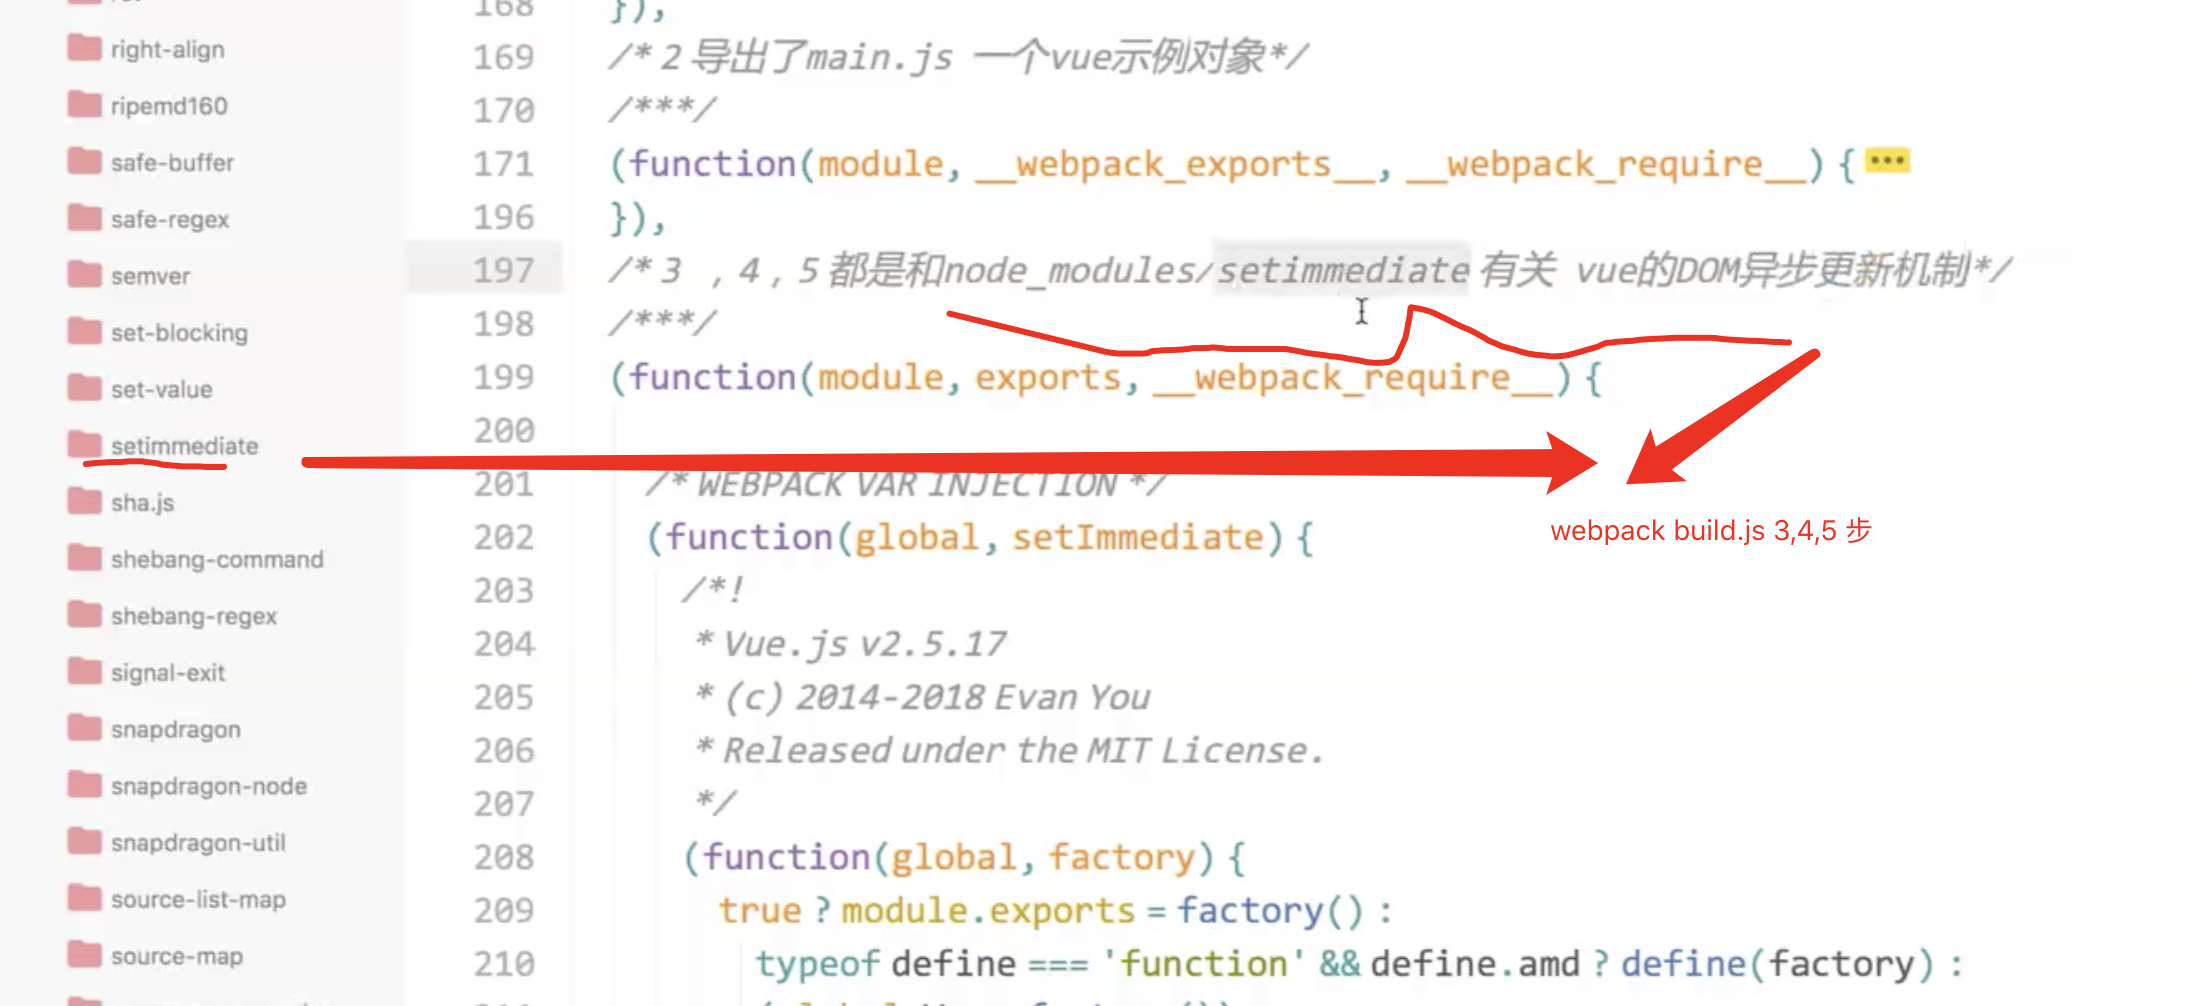 right-align
ripemd160
safe-buffer
safe-regex
semver
set-blocking
set-value
setimmediate
sha.js
shebang-command
shebang-regex
signal-exit
snapdragon
snapdragon-node
snapdragon-util
source-list-map
source-map
168 }),
169 /* 2 导出了main.js 一个vue示例对象*/
170 /***/
171 (function(module, __webpack_exports__, __webpack_require__) {
196 }),
197 /* 3 , 4 , 5 都是和node_modules/setimmediate 有关 vue的DOM异步更新机制*/
198 /***/
199 (function(module, exports, __webpack_require__) {
200
201 /* WEBPACK VAR INJECTION */
202 (function(global, setImmediate) {
203 /*!
204 * Vue.js v2.5.17
205 * (c) 2014-2018 Evan You
206 * Released under the MIT License.
207 */
208 (function(global, factory) {
209 true ? module.exports = factory() :
210 typeof define === 'function' && define.amd ? define(factory) :
webpack build.js 3,4,5 步